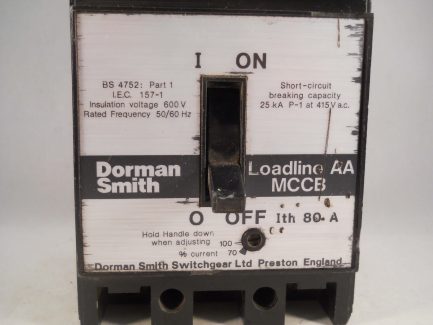 I ON
BS 4752: Part 1
I.E.C. 157-1
Insulation voltage 600 V
Rated Frequency 50/60 Hz
Short-circuit
breaking capacity
25 kA P-1 at 415 V a.c.
Dorman
Smith
Loadline AA
MCCB
O OFF Ith 80 A
Hold Handle down
when adjusting
% current
100
70
Dorman Smith Switchgear Ltd Preston England